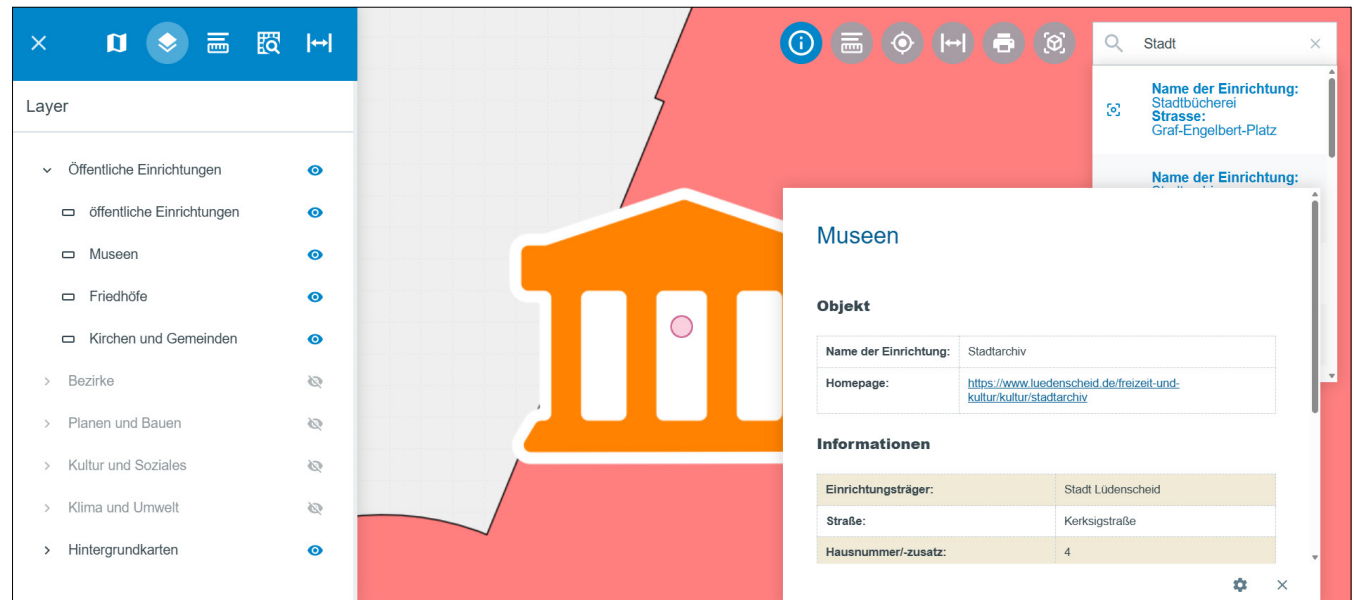 Stadt
Layer
Öffentliche Einrichtungen
öffentliche Einrichtungen
Museen
Friedhöfe
Kirchen und Gemeinden
Bezirke
Planen und Bauen
Kultur und Soziales
Klima und Umwelt
Hintergrundkarten
Name der Einrichtung:
Stadtbücherei
Strasse:
Graf-Engelbert-Platz
Name der Einrichtung:
Museen
Objekt
Name der Einrichtung: Stadtarchiv
Homepage: https://www.luedenscheid.de/freizeit-und-
kultur/kultur/stadtarchiv
Informationen
Einrichtungsträger: Stadt Lüdenscheid
Straße: Kerksigstraße
Hausnummer/-zusatz: 4